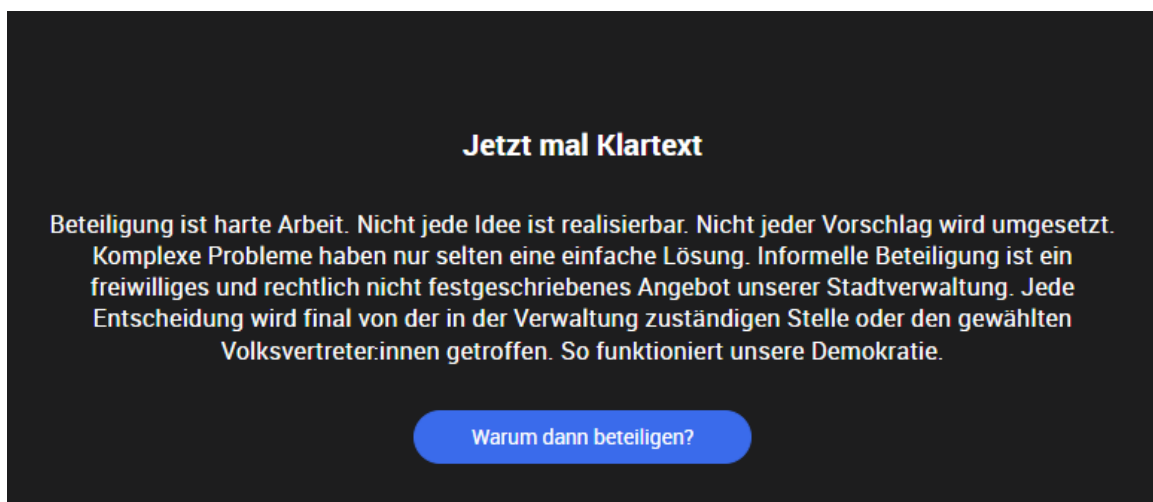 Jetzt mal Klartext
Beteiligung ist harte Arbeit. Nicht jede Idee ist realisierbar. Nicht jeder Vorschlag wird umgesetzt.
Komplexe Probleme haben nur selten eine einfache Lösung. Informelle Beteiligung ist ein
freiwilliges und rechtlich nicht festgeschriebenes Angebot unserer Stadtverwaltung. Jede
Entscheidung wird final von der in der Verwaltung zuständigen Stelle oder den gewählten
Volksvertreter:innen getroffen. So funktioniert unsere Demokratie.
Warum dann beteiligen?